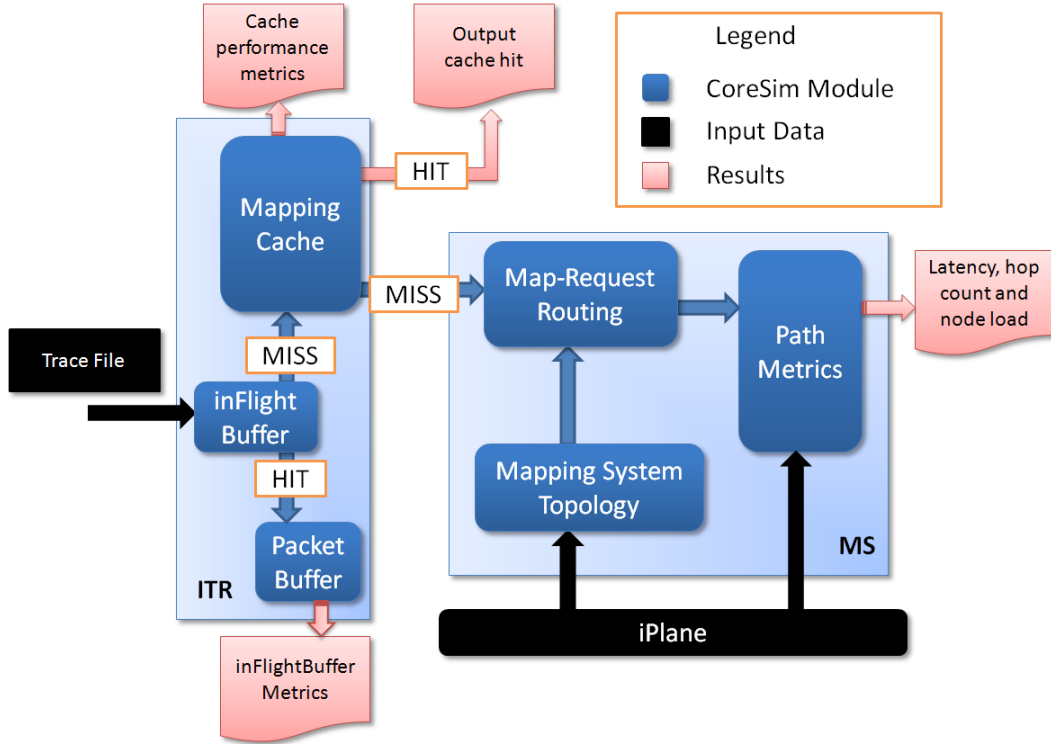 Cache
performance
metrics
Output
cache hit
Legend
CoreSim Module
Input Data
Results
Mapping
Cache
HIT
MISS
Map-Request
Routing
Path
Metrics
Latency, hop
count and
node load
Trace File
MISS
inFlight
Buffer
HIT
Packet
Buffer
ITR
Mapping System
Topology
MS
iPlane
inFlightBuffer
Metrics